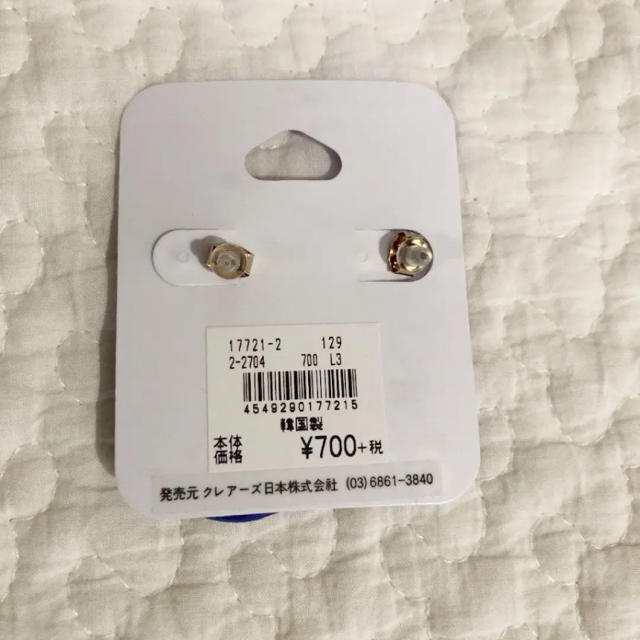 17721-2 129
2-2704 700 L3
4549290177215
韓国製
本体
価格 ¥700+税
発売元 クレアーズ日本株式会社 (03)6861-3840